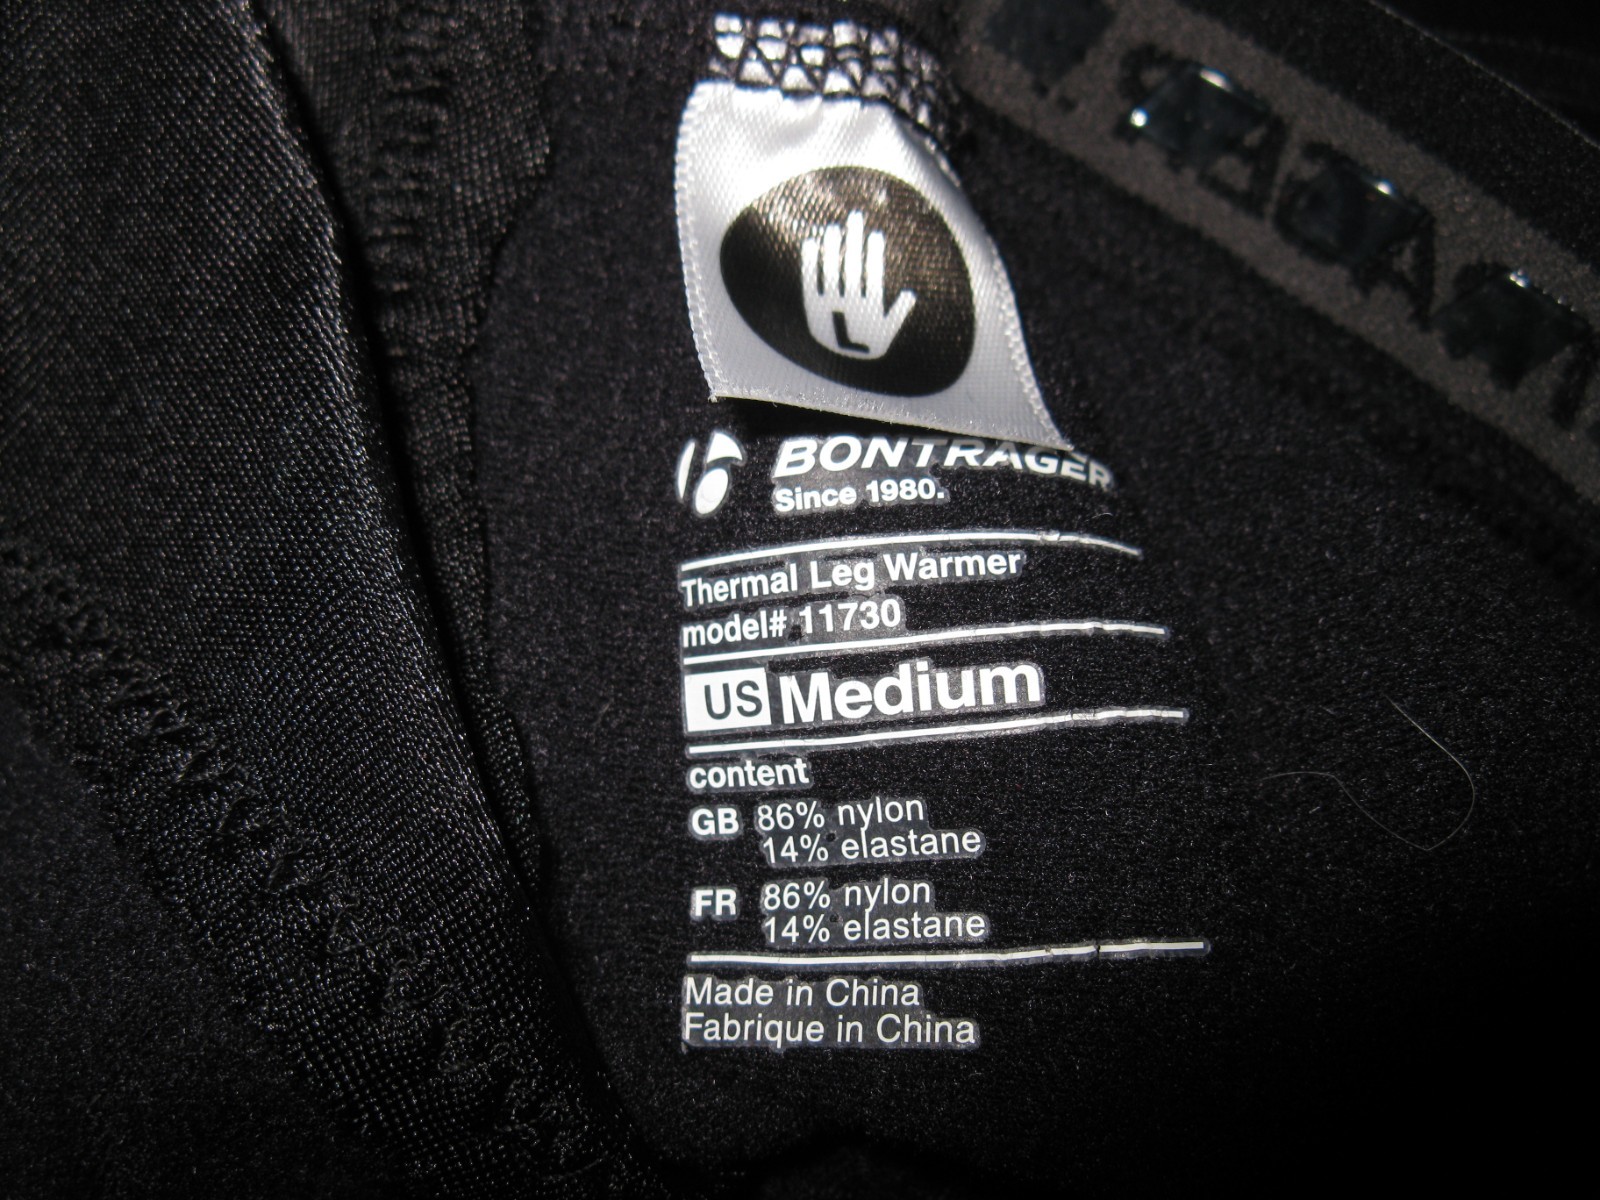 L
BONTRAGER
Since 1980.
Thermal Leg Warmer
model# 11730
US Medium
content
GB 86% nylon
14% elastane
FR 86% nylon
14% elastane
Made in China
Fabrique in China